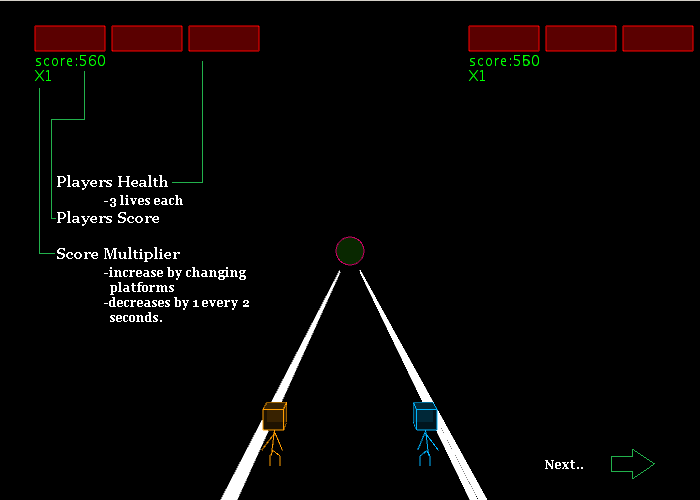 score:560
X1
score:550
X1
Players Health
-3 lives each
Players Score
Score Multiplier
-increase by changing
platforms
-decreases by 1 every 2
seconds.
Next..